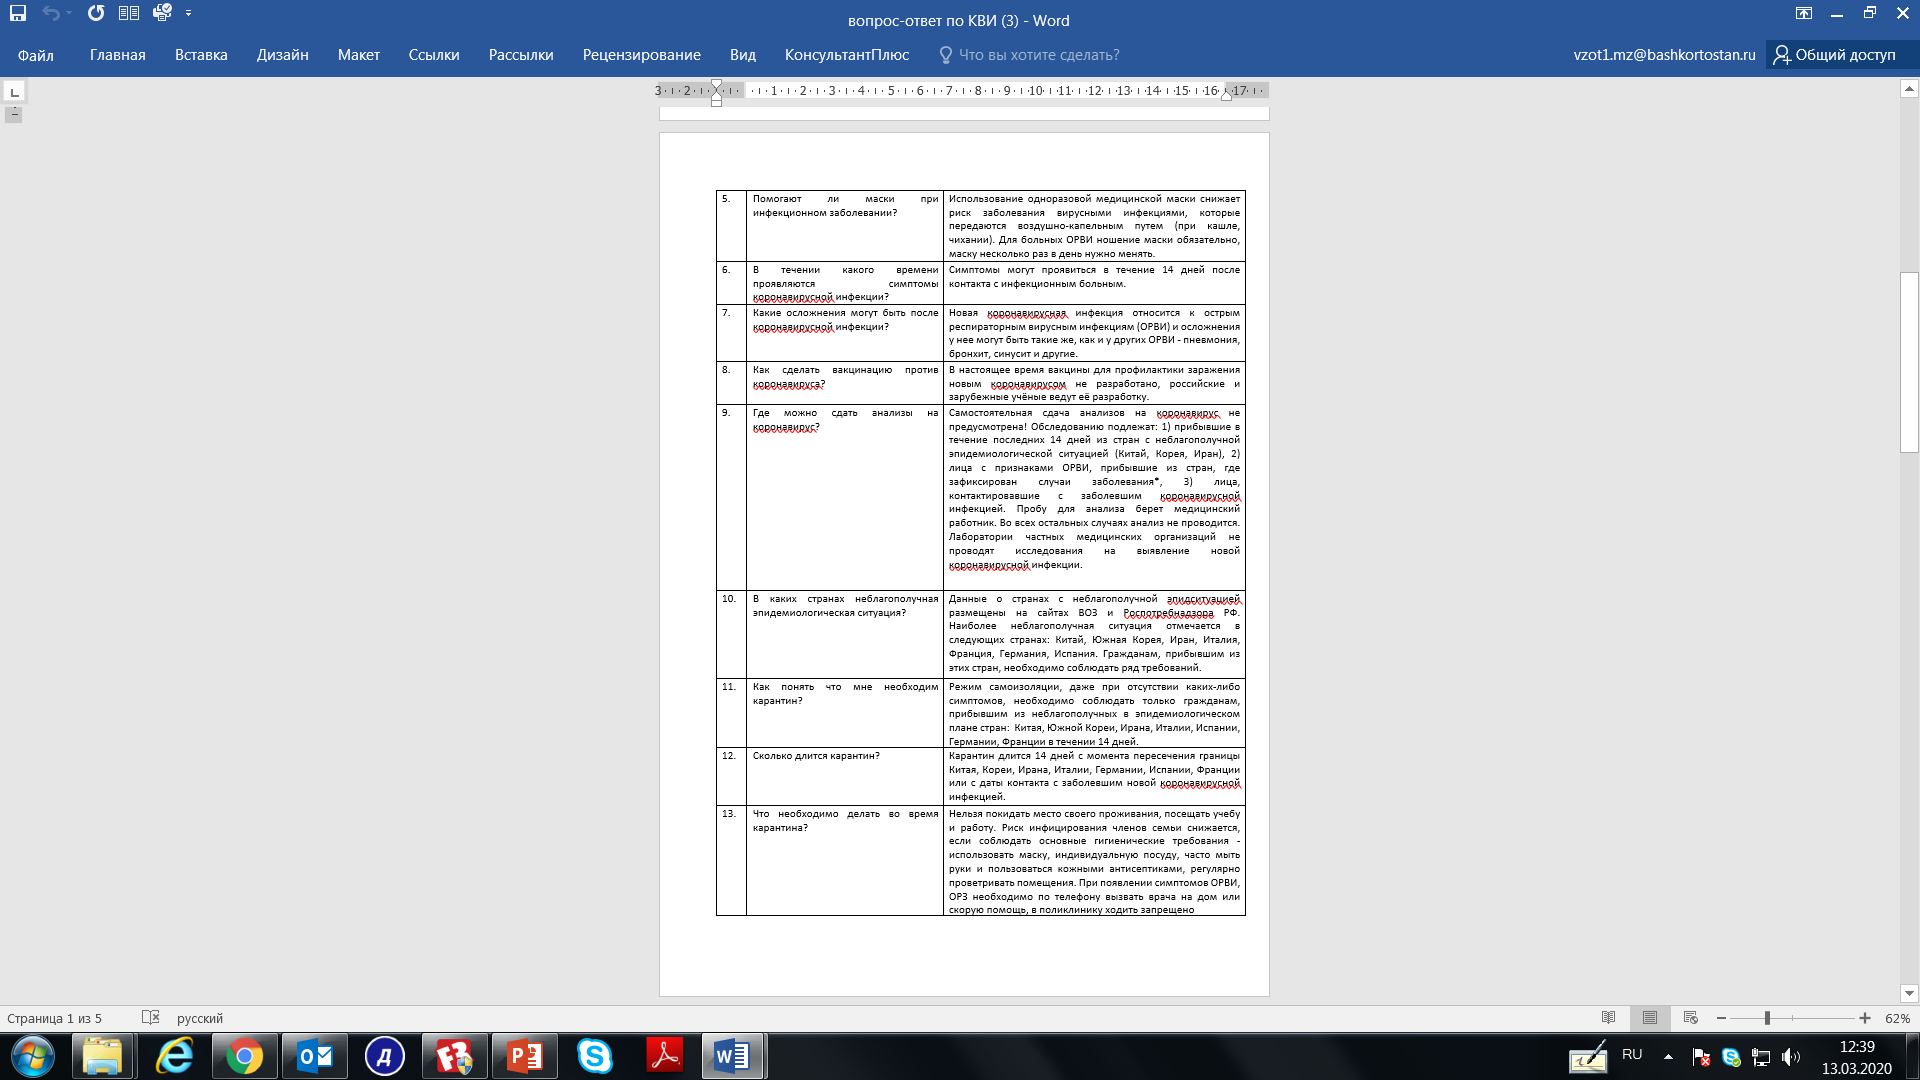 вопрос-ответ по КВИ (3) - Word
Файл Главная Вставка Дизайн Макет Ссылки Рассылки Рецензирование Вид КонсультантПлюс Что вы хотите сделать? vzot1.mz@bashkortostan.ru Общий доступ
3 2 1 2 3 4 5 6 7 8 9 10 11 12 13 14 15 16 17
5. Помогают ли маски при
инфекционном заболевании?
Использование одноразовой медицинской маски снижает
риск заболевания вирусными инфекциями, которые
передаются воздушно-капельным путем (при кашле,
чихании). Для больных ОРВИ ношение маски обязательно,
маску несколько раз в день нужно менять.
6. В течении какого времени
проявляются симптомы
коронавирусной инфекции?
Симптомы могут проявиться в течение 14 дней после
контакта с инфекционным больным.
7. Какие осложнения могут быть после
коронавирусной инфекции?
Новая коронавирусная инфекция относится к острым
респираторным вирусным инфекциям (ОРВИ) и осложнения
у нее могут быть такие же, как и у других ОРВИ - пневмония,
бронхит, синусит и другие.
8. Как сделать вакцинацию против
коронавируса?
В настоящее время вакцины для профилактики заражения
новым коронавирусом не разработано, российские и
зарубежные учёные ведут её разработку.
9. Где можно сдать анализы на
коронавирус?
Самостоятельная сдача анализов на коронавирус не
предусмотрена! Обследованию подлежат: 1) прибывшие в
течение последних 14 дней из стран с неблагополучной
эпидемиологической ситуацией (Китай, Корея, Иран), 2)
лица с признаками ОРВИ, прибывшие из стран, где
зафиксирован случаи заболевания*, 3) лица,
контактировавшие с заболевшим коронавирусной
инфекцией. Пробу для анализа берет медицинский
работник. Во всех остальных случаях анализ не проводится.
Лаборатории частных медицинских организаций не
проводят исследования на выявление новой
коронавирусной инфекции.
10. В каких странах неблагополучная
эпидемиологическая ситуация?
Данные о странах с неблагополучной эпидситуацией
размещены на сайтах ВОЗ и Роспотребнадзора РФ.
Наиболее неблагополучная ситуация отмечается в
следующих странах: Китай, Южная Корея, Иран, Италия,
Франция, Германия, Испания. Гражданам, прибывшим из
этих стран, необходимо соблюдать ряд требований.
11. Как понять что мне необходим
карантин?
Режим самоизоляции, даже при отсутствии каких-либо
симптомов, необходимо соблюдать только гражданам,
прибывшим из неблагополучных в эпидемиологическом
плане стран: Китая, Южной Кореи, Ирана, Италии, Испании,
Германии, Франции в течении 14 дней.
12. Сколько длится карантин?
Карантин длится 14 дней с момента пересечения границы
Китая, Кореи, Ирана, Италии, Германии, Испании, Франции
или с даты контакта с заболевшим новой коронавирусной
инфекцией.
13. Что необходимо делать во время
карантина?
Нельзя покидать место своего проживания, посещать учебу
и работу. Риск инфицирования членов семьи снижается,
если соблюдать основные гигиенические требования -
использовать маску, индивидуальную посуду, часто мыть
руки и пользоваться кожными антисептиками, регулярно
проветривать помещения. При появлении симптомов ОРВИ,
ОРЗ необходимо по телефону вызвать врача на дом или
скорую помощь, в поликлинику ходить запрещено
Страница 1 из 5 русский 62%
RU 12:39
13.03.2020